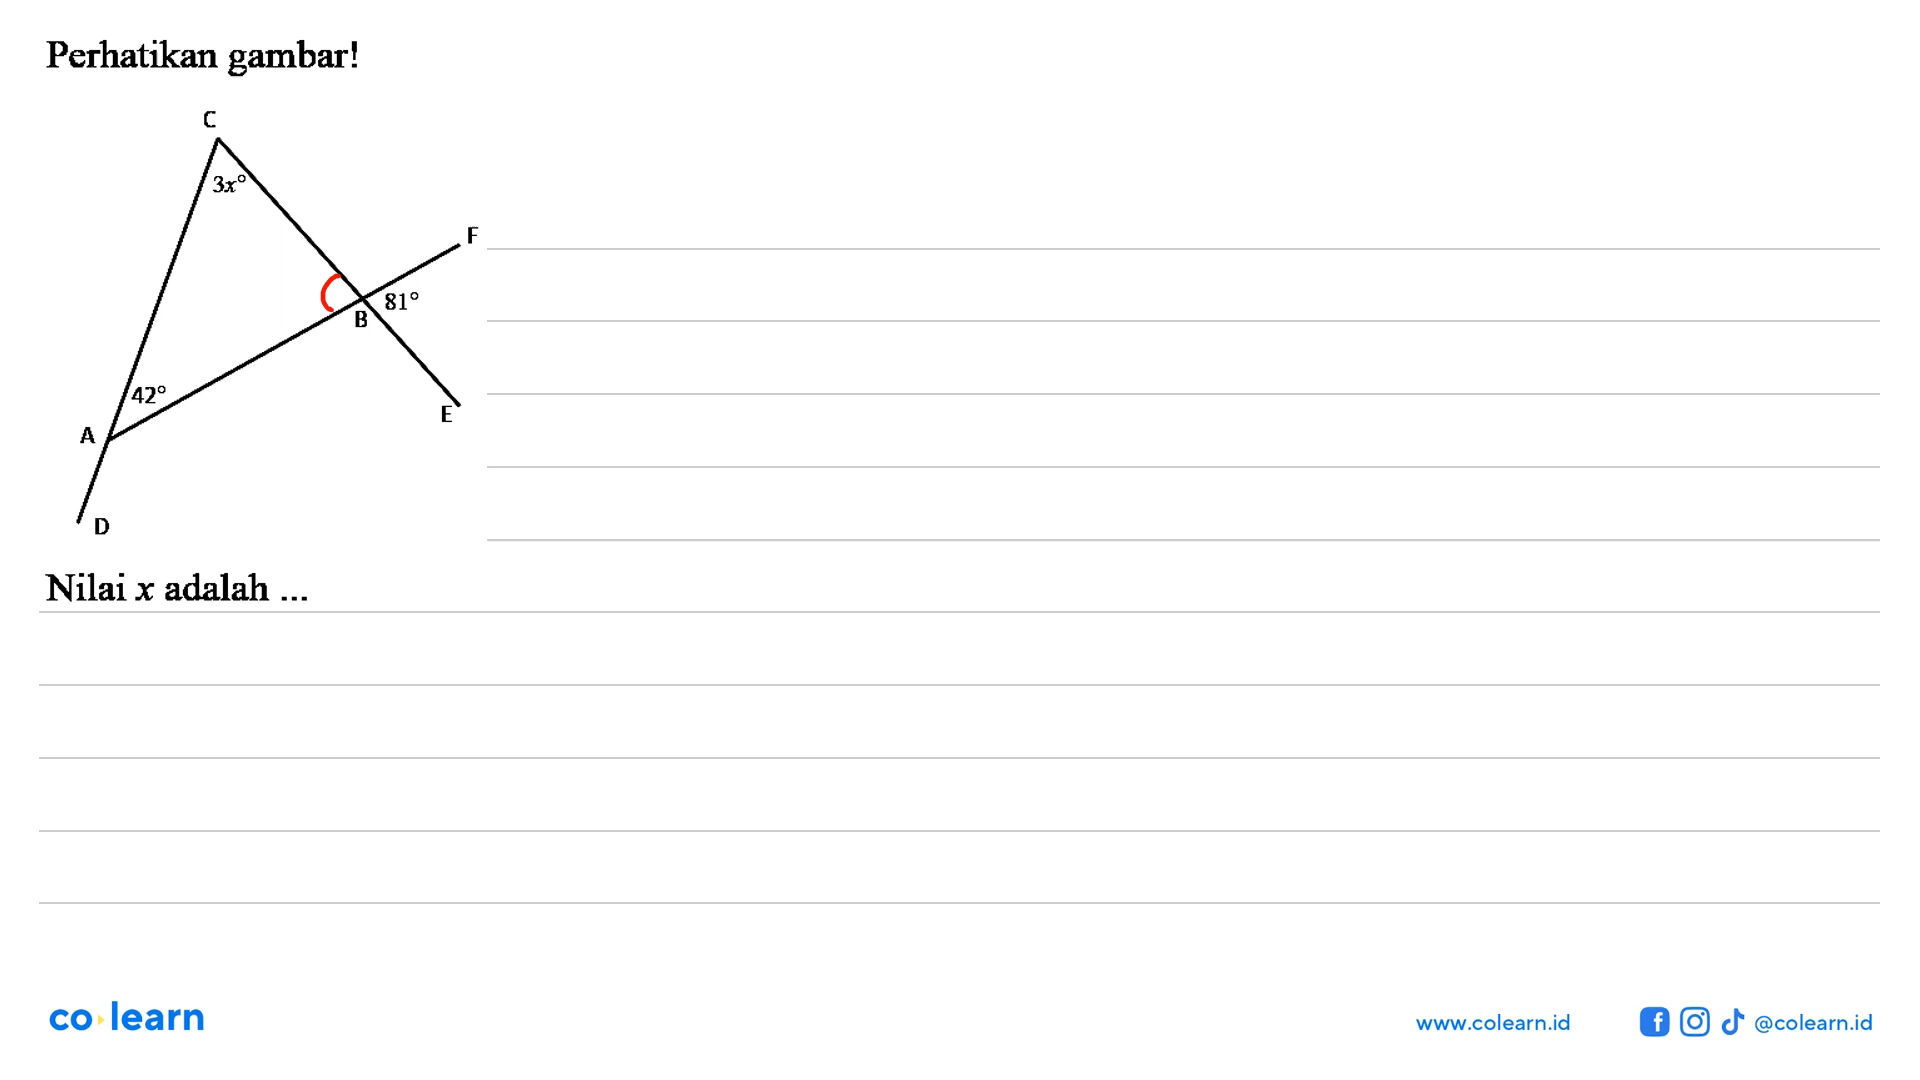 Perhatikan gambar!
C
3x°
F
81°
B
42°
E
A
D
Nilai x adalah ...
co learn
www.colearn.id
@colearn.id